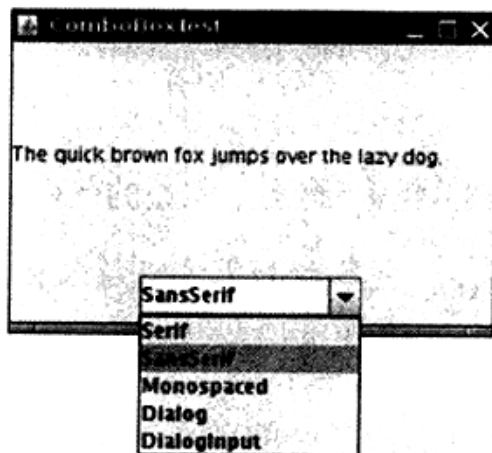 ComboBoxTest
The quick brown fox jumps over the lazy dog.
SansSerif
Serif
SansSerif
Monospaced
Dialog
DialogInput